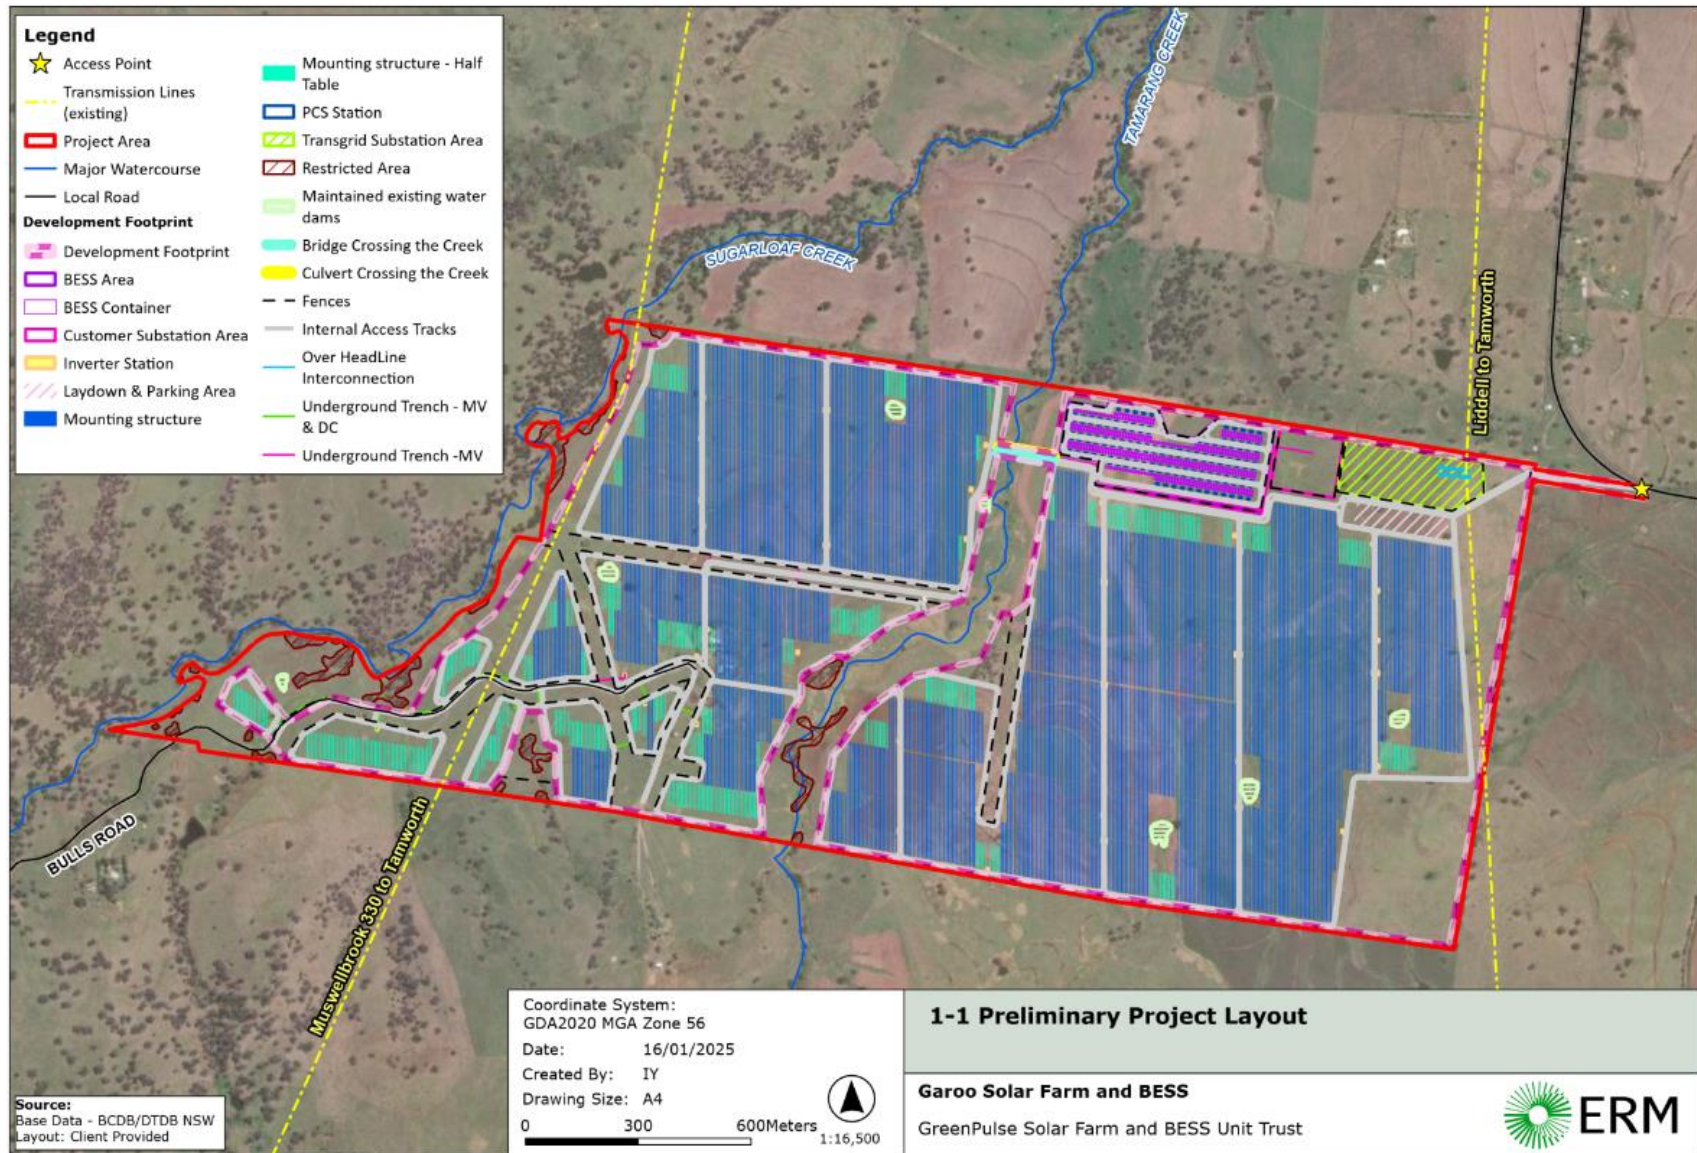 Legend
Access Point
Transmission Lines
(existing)
Project Area
Major Watercourse
Local Road
Development Footprint
Development Footprint
BESS Area
BESS Container
Customer Substation Area
Inverter Station
Laydown & Parking Area
Mounting structure
Mounting structure - Half
Table
PCS Station
Transgrid Substation Area
Restricted Area
Maintained existing water
dams
Bridge Crossing the Creek
Culvert Crossing the Creek
Fences
Internal Access Tracks
Over HeadLine
Interconnection
Underground Trench - MV
& DC
Underground Trench -MV
TAMARANG CREEK
SUGARLOAF CREEK
Liddell to Tamworth
BULLS ROAD
Muswellbrook 330 to Tamworth
Source:
Base Data - BCDB/DTDB NSW
Layout: Client Provided
Coordinate System:
GDA2020 MGA Zone 56
Date: 16/01/2025
Created By: IY
Drawing Size: A4
0 300 600Meters
1:16,500
1-1 Preliminary Project Layout
Garoo Solar Farm and BESS
GreenPulse Solar Farm and BESS Unit Trust
ERM